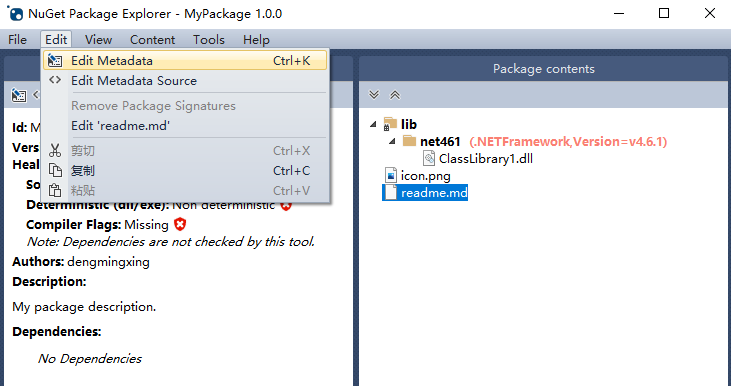 NuGet Package Explorer - MyPackage 1.0.0
File Edit View Content Tools Help
Edit Metadata Ctrl+K
Edit Metadata Source
Remove Package Signatures
Edit 'readme.md'
剪切 Ctrl+X
复制 Ctrl+C
粘贴 Ctrl+V
Id: M
Vers
Heal
So
Deterministic (dll/exe): Non deterministic
Compiler Flags: Missing
Note: Dependencies are not checked by this tool.
Authors: dengmingxing
Description:
My package description.
Dependencies:
No Dependencies
Package contents
lib
net461 (.NETFramework,Version=v4.6.1)
ClassLibrary1.dll
icon.png
readme.md